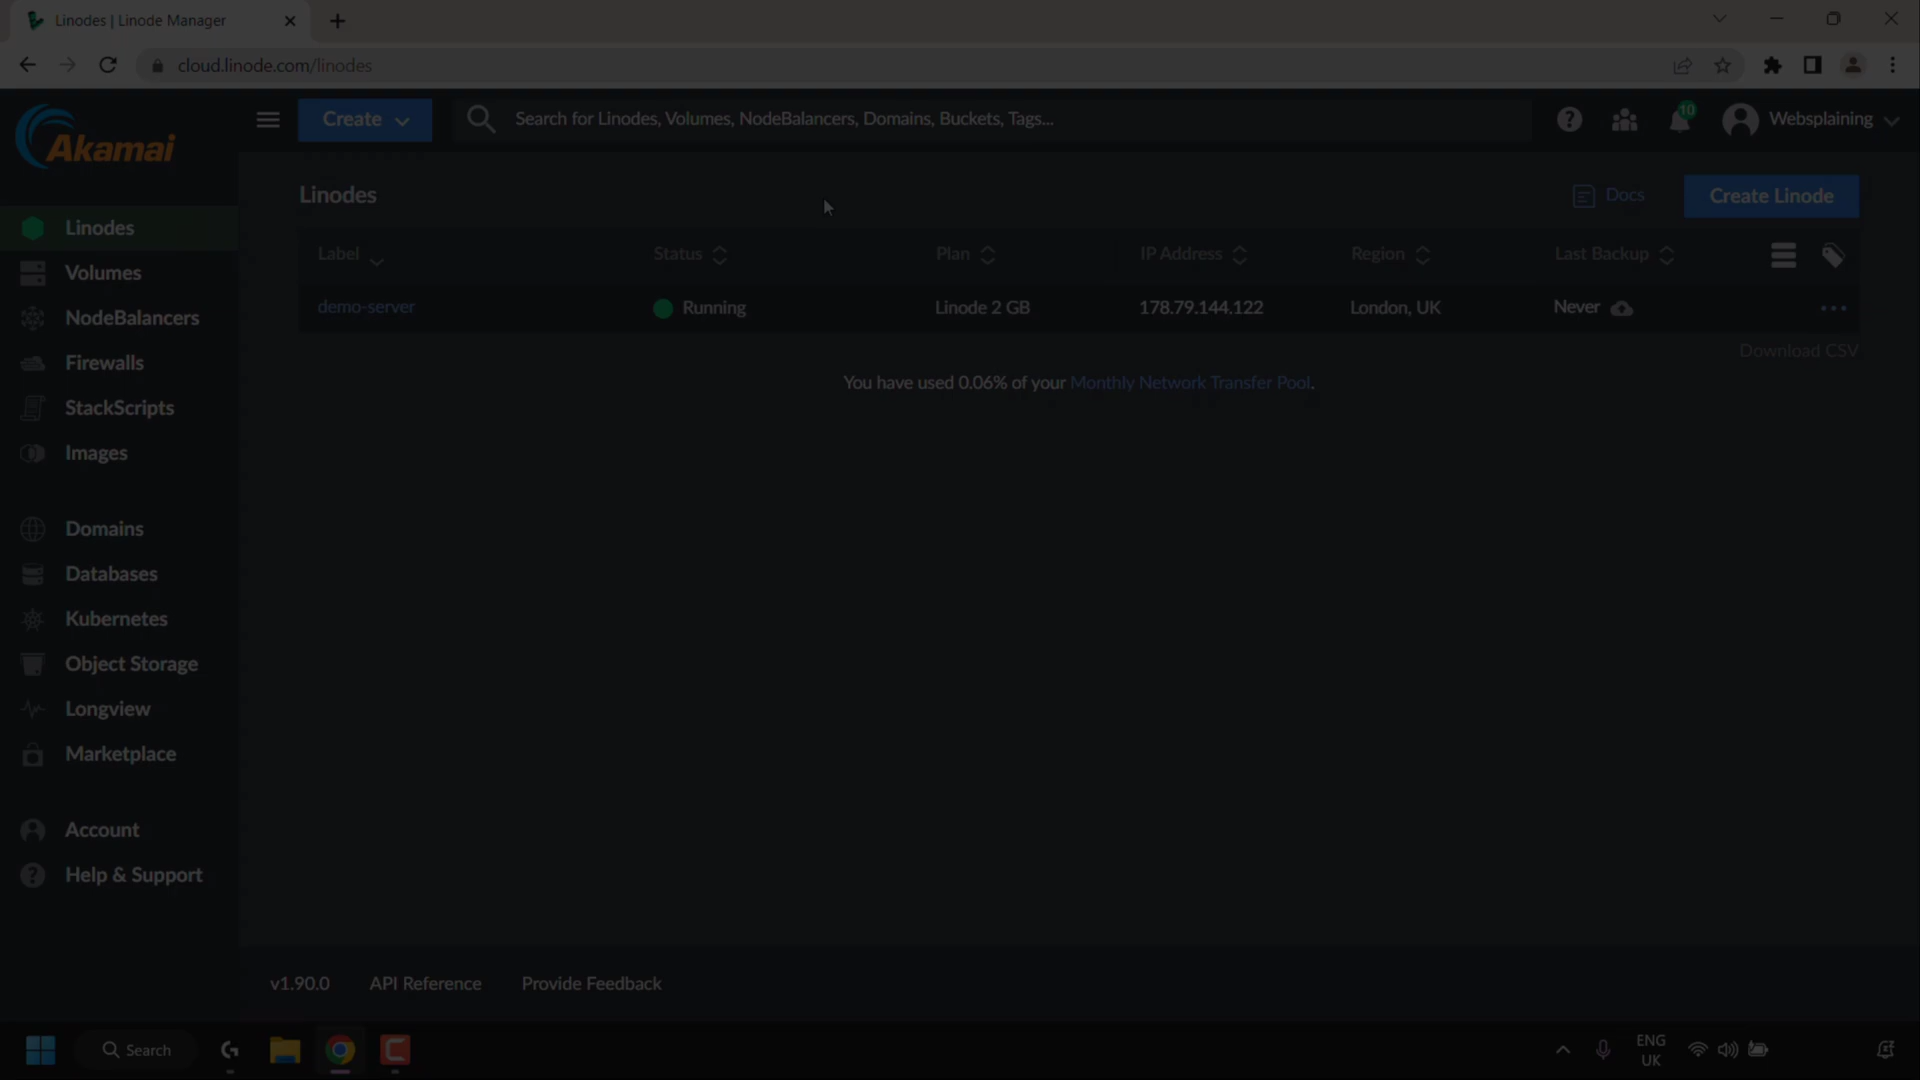 Linodes | Linode Manager
cloud.linode.com/linodes
Akamai
Create
Search for Linodes, Volumes, NodeBalancers, Domains, Buckets, Tags...
10
Websplaining
Linodes
Volumes
NodeBalancers
Firewalls
StackScripts
Images
Domains
Databases
Kubernetes
Object Storage
Longview
Marketplace
Account
Help & Support
Linodes
Docs
Create Linode
Label Status Plan IP Address Region Last Backup
demo-server Running Linode 2 GB 178.79.144.122 London, UK Never
Download CSV
You have used 0.06% of your Monthly Network Transfer Pool.
v1.90.0 API Reference Provide Feedback
Search
ENG
UK